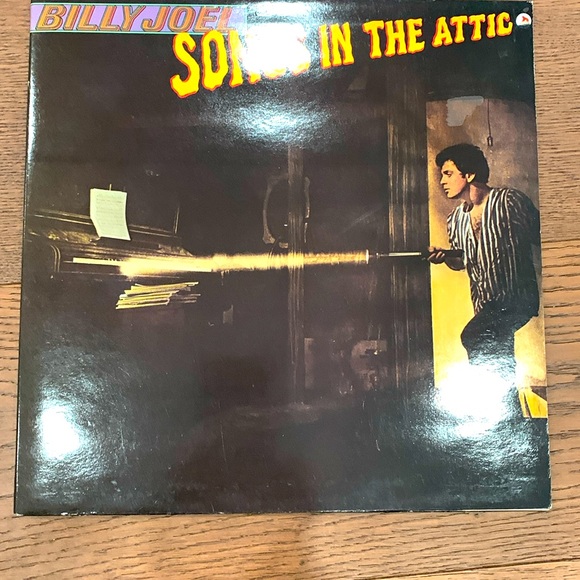 BILLY JOEL
SONGS IN THE ATTIC